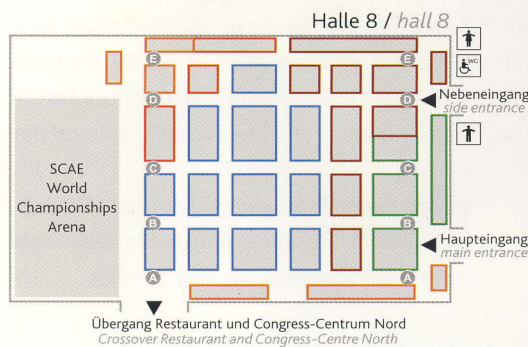 Halle 8 / hall 8
E E
WC
D D
Nebeneingang
side entrance
SCAE
World
Championships
Arena
C C
B B
Haupteingang
main entrance
A A
Übergang Restaurant und Congress-Centrum Nord
Crossover Restaurant and Congress-Centre North